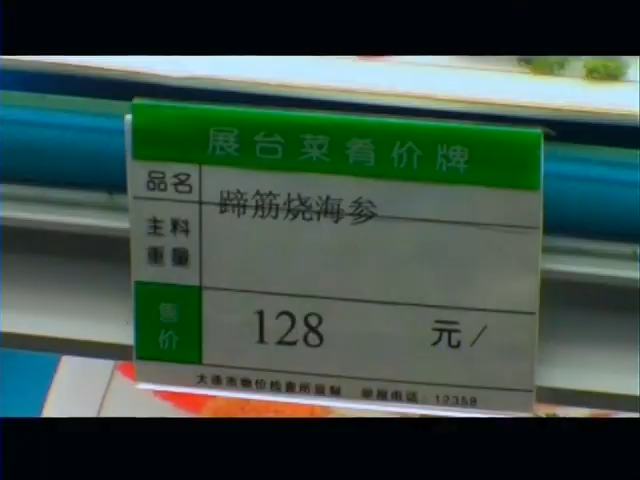 展台菜肴价牌
品名
蹄筋烧海参
主料
重量
售价
128 元/
大连市物价检查所监制 举报电话:12358